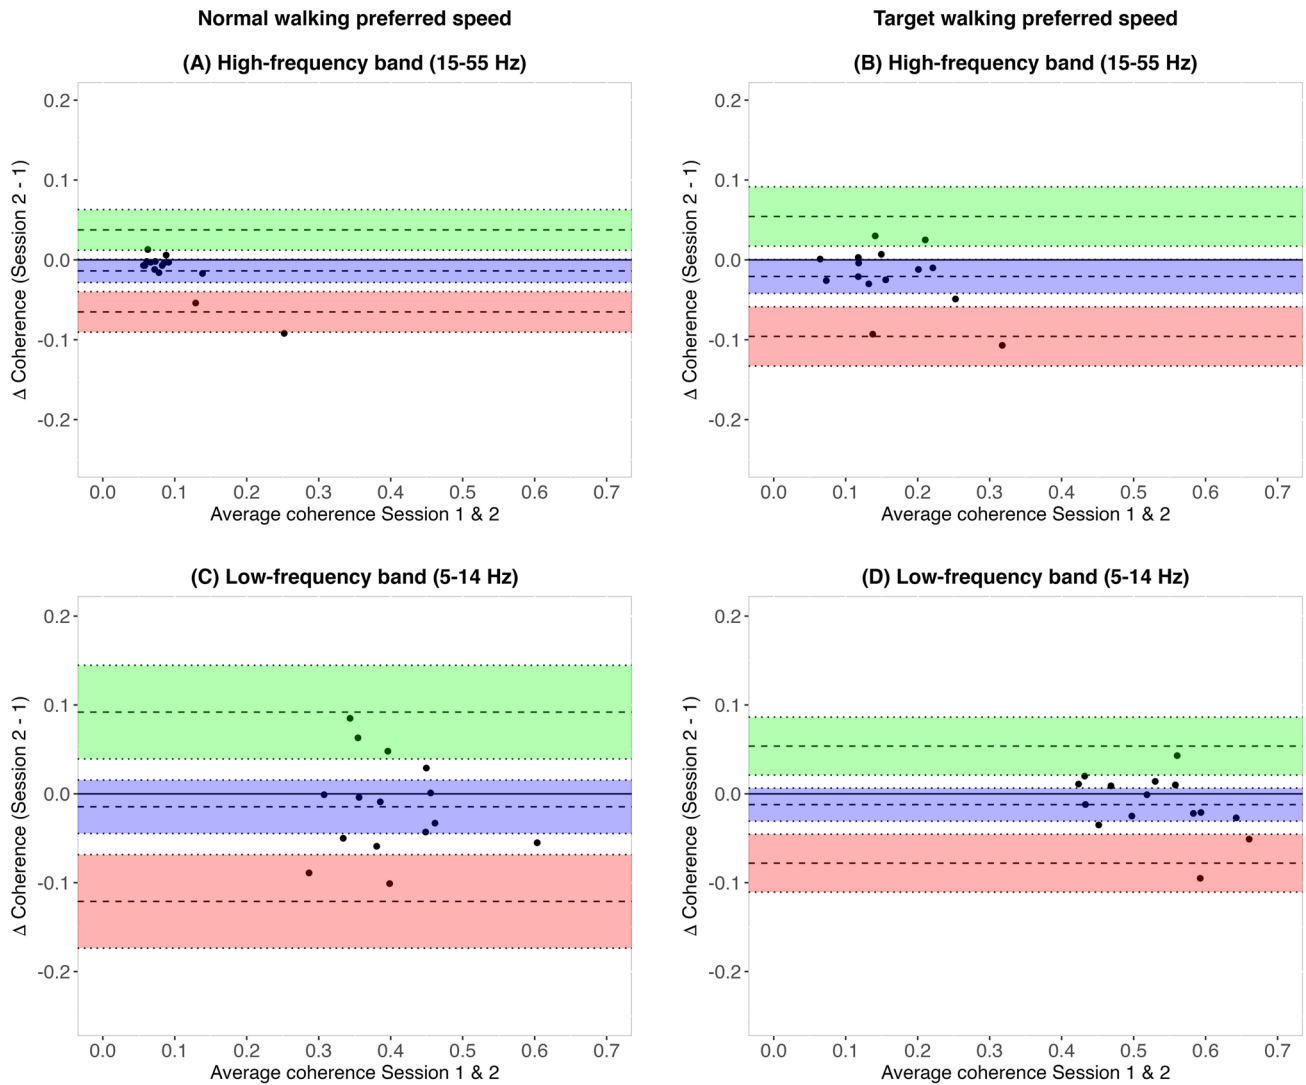 Normal walking preferred speed
Target walking preferred speed
(A) High-frequency band (15-55 Hz)
0.2
0.1
0.0
-0.1
-0.2
Δ Coherence (Session 2 - 1)
0.0 0.1 0.2 0.3 0.4 0.5 0.6 0.7
Average coherence Session 1 & 2
(B) High-frequency band (15-55 Hz)
0.2
0.1
0.0
-0.1
-0.2
Δ Coherence (Session 2 - 1)
0.0 0.1 0.2 0.3 0.4 0.5 0.6 0.7
Average coherence Session 1 & 2
(C) Low-frequency band (5-14 Hz)
0.2
0.1
0.0
-0.1
-0.2
Δ Coherence (Session 2 - 1)
0.0 0.1 0.2 0.3 0.4 0.5 0.6 0.7
Average coherence Session 1 & 2
(D) Low-frequency band (5-14 Hz)
0.2
0.1
0.0
-0.1
-0.2
Δ Coherence (Session 2 - 1)
0.0 0.1 0.2 0.3 0.4 0.5 0.6 0.7
Average coherence Session 1 & 2